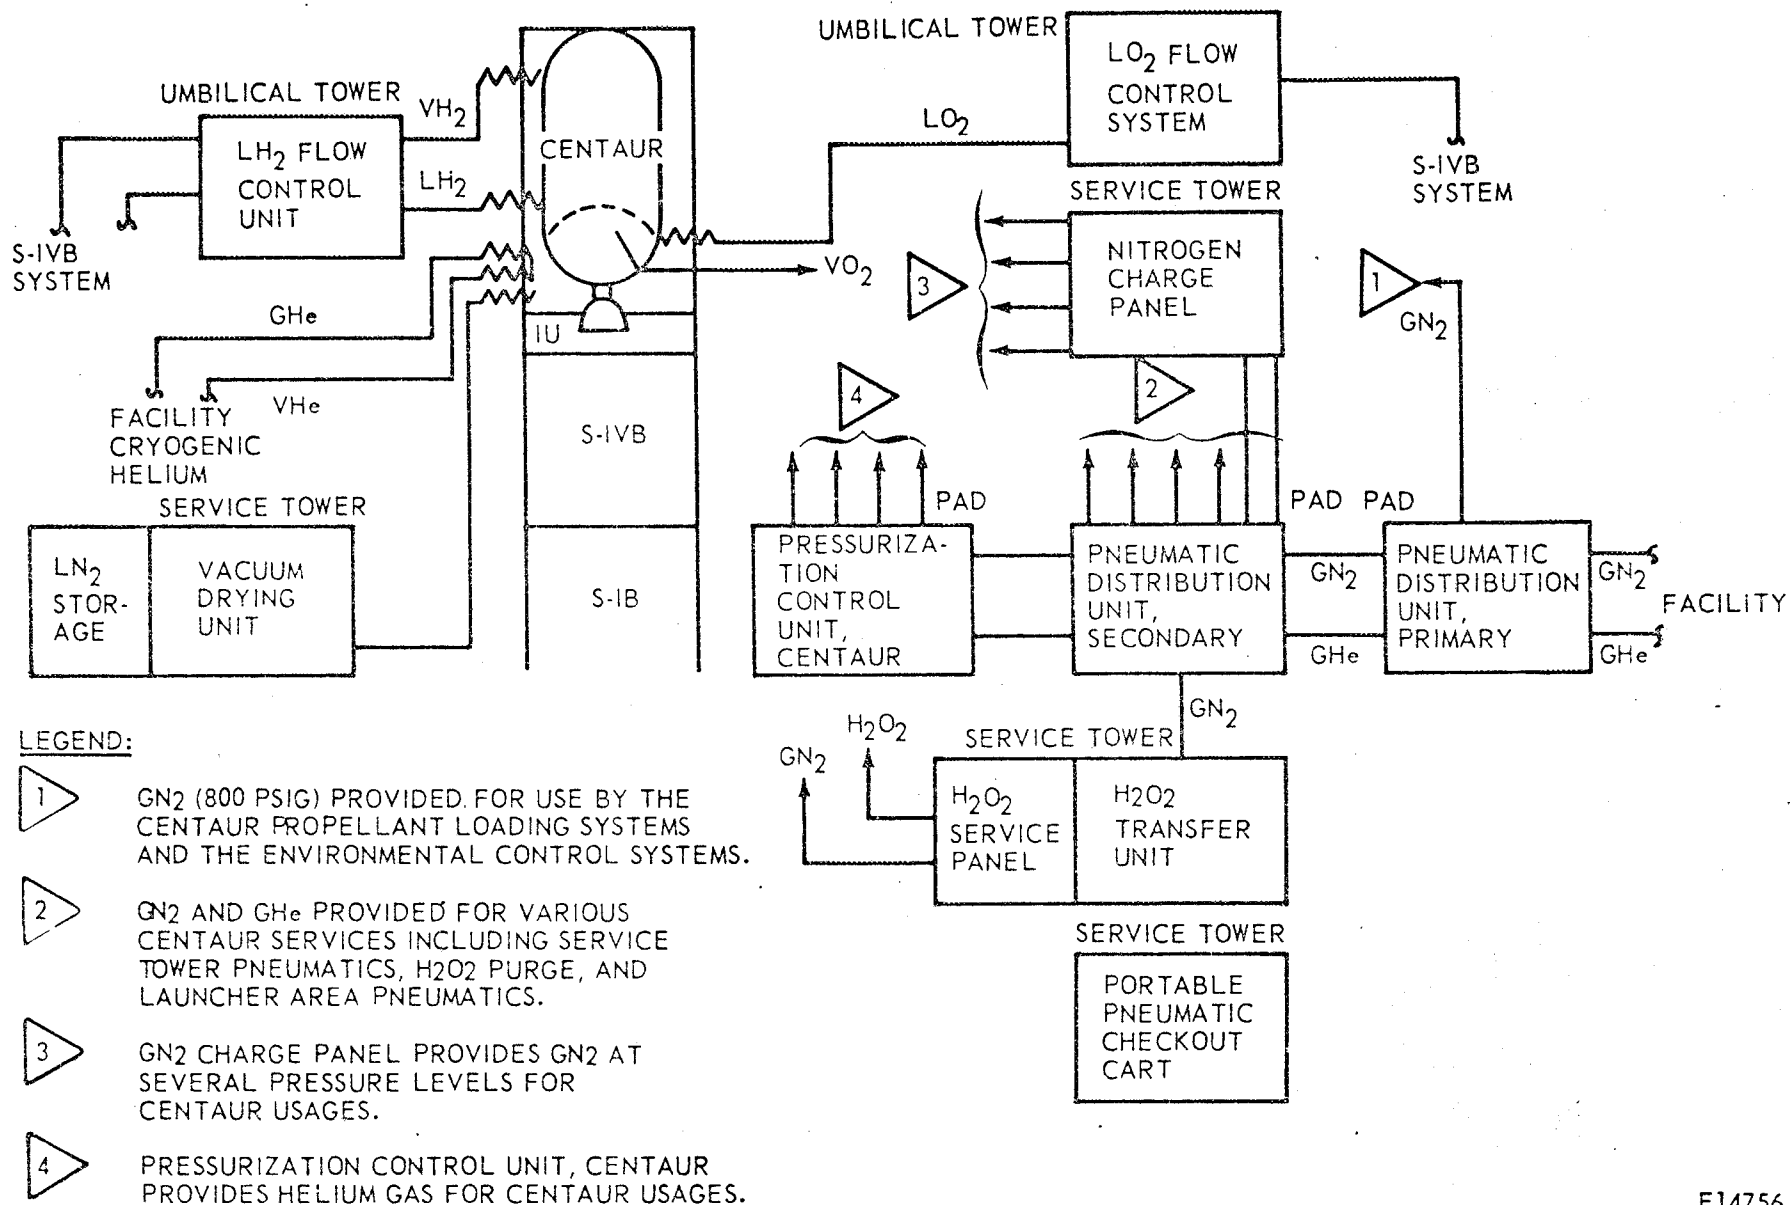 UMBILICAL TOWER
LO2 FLOW
CONTROL
SYSTEM
UMBILICAL TOWER
VH2
LH2 FLOW
CONTROL
UNIT
LH2
CENTAUR
LO2
S-IVB
SYSTEM
S-IVB
SYSTEM
SERVICE TOWER
NITROGEN
CHARGE
PANEL
3
1
GN2
VO2
GHe
IU
VHe
FACILITY
CRYOGENIC
HELIUM
4
2
S-IVB
SERVICE TOWER
LN2
STOR-
AGE
VACUUM
DRYING
UNIT
S-IB
PAD
PRESSURIZA-
TION
CONTROL
UNIT,
CENTAUR
PAD
PNEUMATIC
DISTRIBUTION
UNIT,
SECONDARY
GN2
GHe
PAD
PNEUMATIC
DISTRIBUTION
UNIT,
PRIMARY
GN2
GHe
FACILITY
GN2
H2O2
GN2
SERVICE TOWER
H2O2
SERVICE
PANEL
H2O2
TRANSFER
UNIT
SERVICE TOWER
PORTABLE
PNEUMATIC
CHECKOUT
CART
LEGEND:
1
GN2 (800 PSIG) PROVIDED FOR USE BY THE
CENTAUR PROPELLANT LOADING SYSTEMS
AND THE ENVIRONMENTAL CONTROL SYSTEMS.
2
GN2 AND GHe PROVIDED FOR VARIOUS
CENTAUR SERVICES INCLUDING SERVICE
TOWER PNEUMATICS, H2O2 PURGE, AND
LAUNCHER AREA PNEUMATICS.
3
GN2 CHARGE PANEL PROVIDES GN2 AT
SEVERAL PRESSURE LEVELS FOR
CENTAUR USAGES.
4
PRESSURIZATION CONTROL UNIT, CENTAUR
PROVIDES HELIUM GAS FOR CENTAUR USAGES.